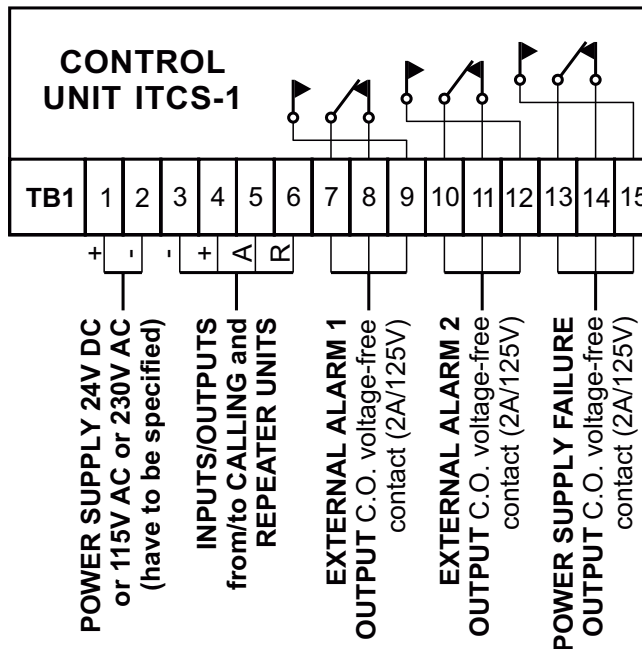 CONTROL
UNIT ITCS-1
TB1 1 2 3 4 5 6 7 8 9 10 11 12 13 14 15
+ - - + A R
POWER SUPPLY 24V DC
or 115V AC or 230V AC
(have to be specified)
INPUTS/OUTPUTS
from/to CALLING and
REPEATER UNITS
EXTERNAL ALARM 1
OUTPUT C.O. voltage-free
contact (2A/125V)
EXTERNAL ALARM 2
OUTPUT C.O. voltage-free
contact (2A/125V)
POWER SUPPLY FAILURE
OUTPUT C.O. voltage-free
contact (2A/125V)